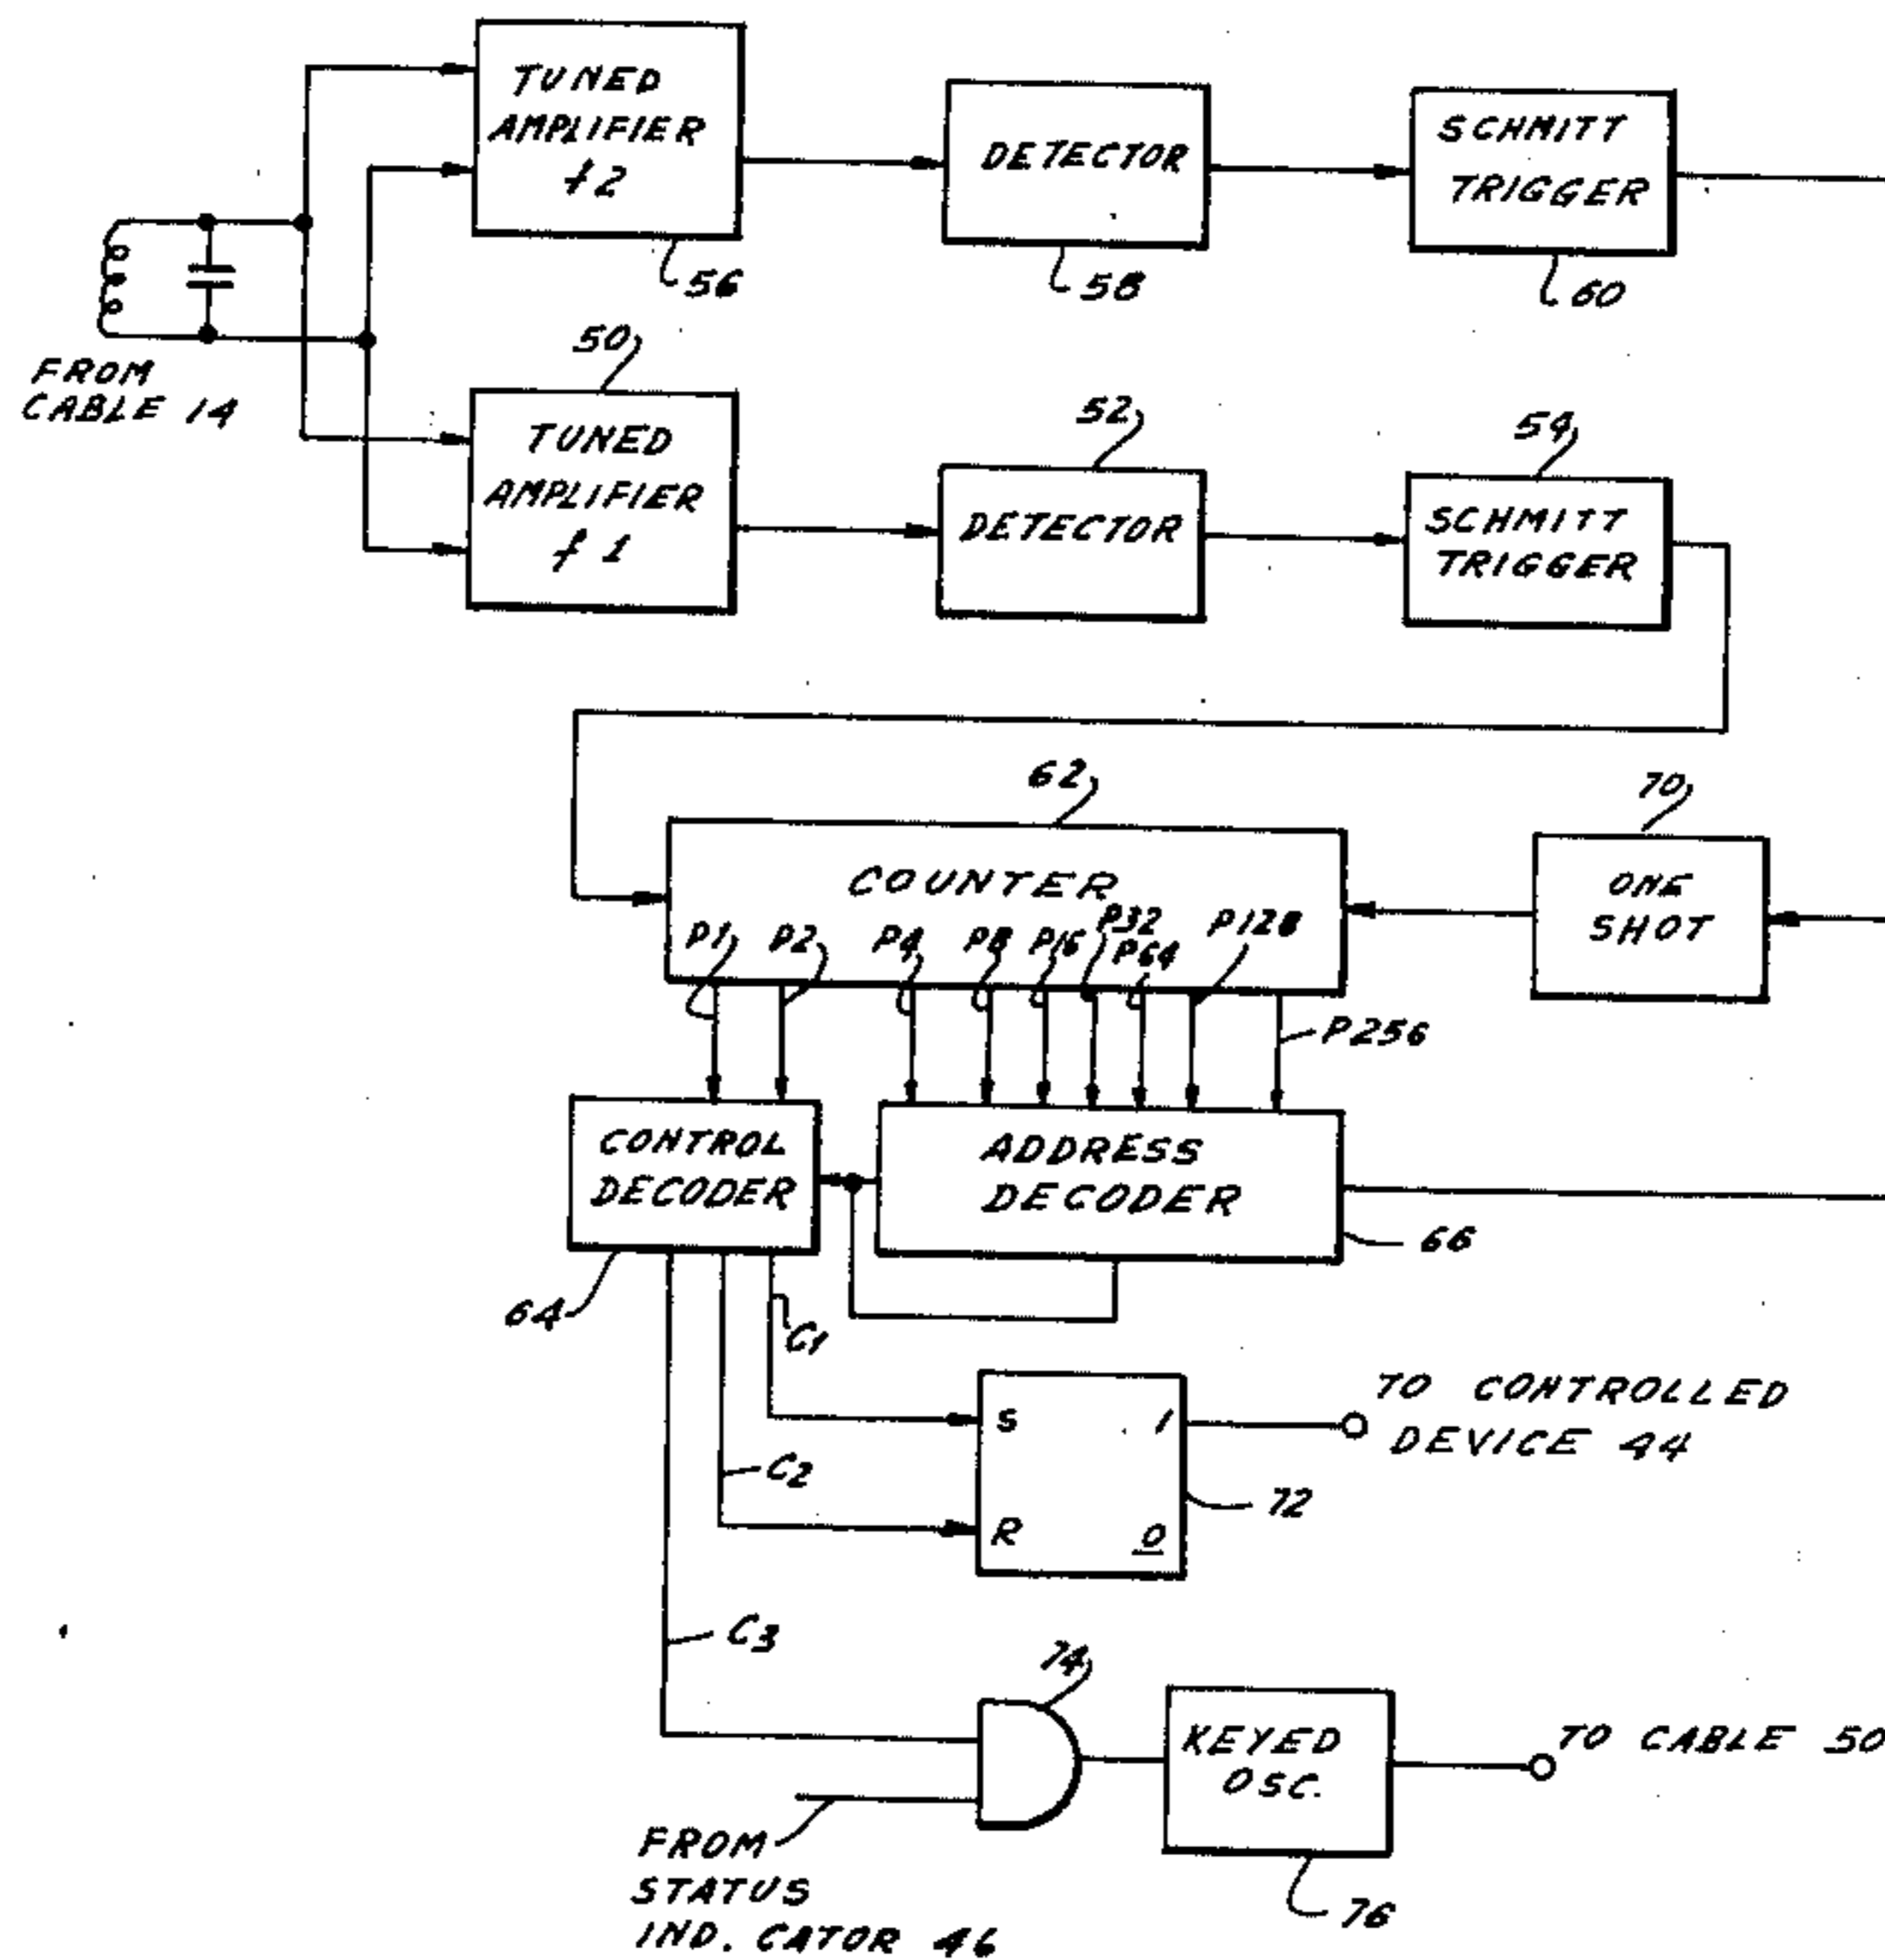 TUNED
AMPLIFIER
f2
56
DETECTOR
58
SCHMITT
TRIGGER
60
FROM
CABLE 14
50
TUNED
AMPLIFIER
f1
52
DETECTOR
54
SCHMITT
TRIGGER
62
COUNTER
P1 P2 P4 P8 P16 P32 P64 P128
P256
70
ONE
SHOT
CONTROL
DECODER
64
ADDRESS
DECODER
66
C1
C2
C3
S 1
R 0
72
TO CONTROLLED
DEVICE 44
74
KEYED
OSC.
76
TO CABLE 50
FROM
STATUS
IND. CATOR 46